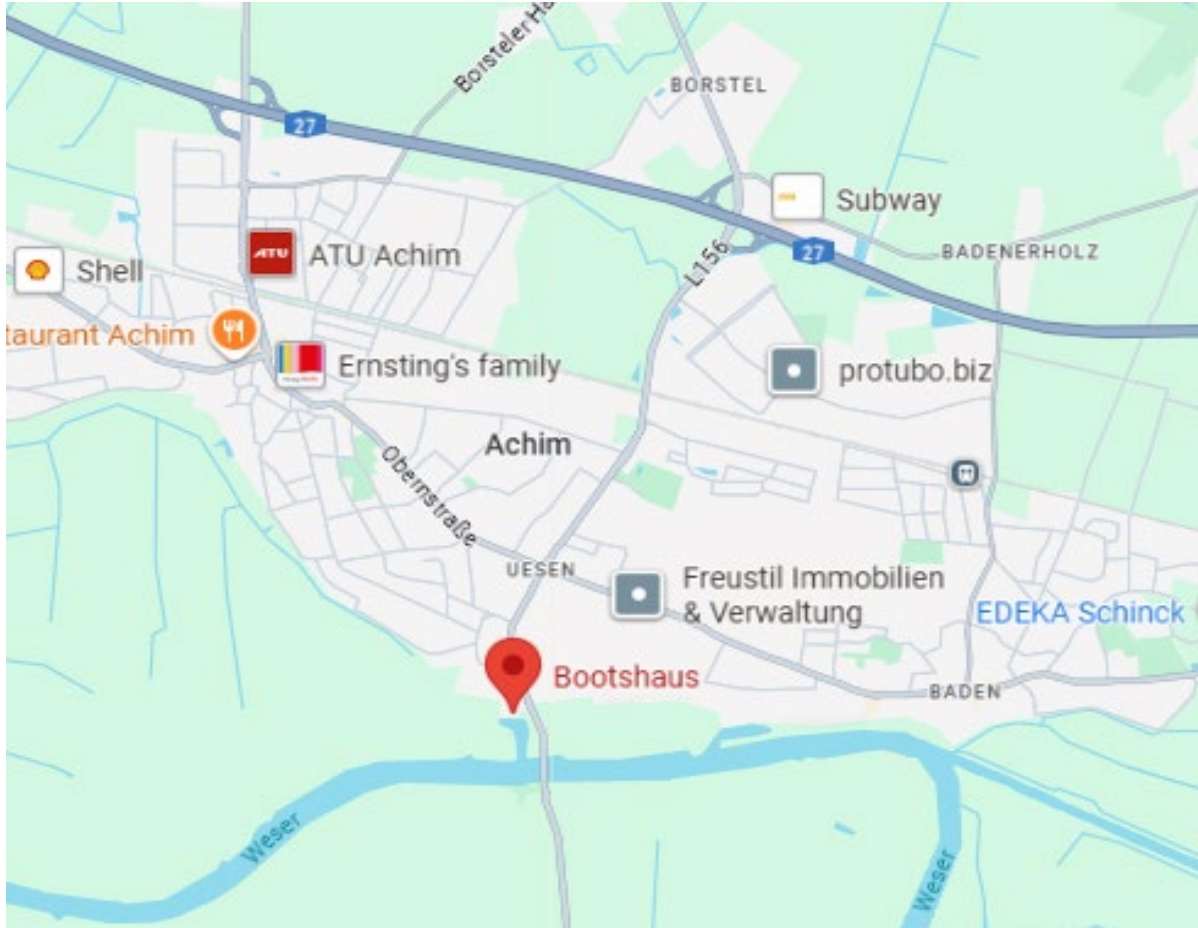 Borsteler Ha
BORSTEL
27
Subway
L156
27
BADENERHOLZ
ATU
ATU Achim
Shell
taurant Achim
Ernsting's family
protubo.biz
Achim
Obernstraße
UESEN
Freustil Immobilien
& Verwaltung
EDEKA Schinck
Bootshaus
BADEN
Weser
Weser